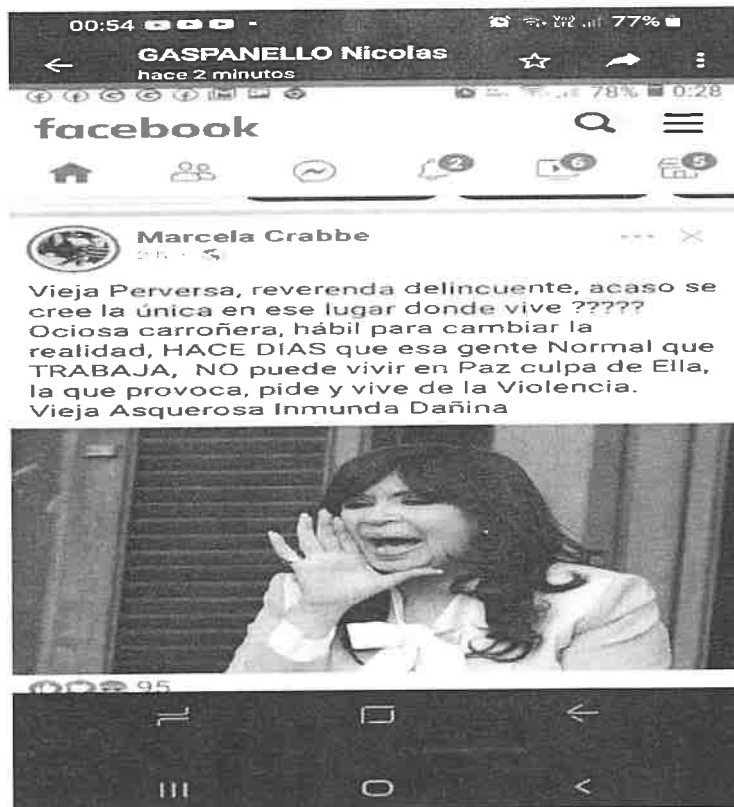 00:54
77%
GASPANELLO Nicolas
hace 2 minutos
78% 0:28
facebook
2
6
5
Marcela Crabbe
Vieja Perversa, reverenda delincuente, acaso se
cree la única en ese lugar donde vive ?????
Ociosa carroñera, hábil para cambiar la
realidad, HACE DÍAS que esa gente Normal que
TRABAJA, NO puede vivir en Paz culpa de Ella,
la que provoca, pide y vive de la Violencia.
Vieja Asquerosa Inmunda Dañina
95